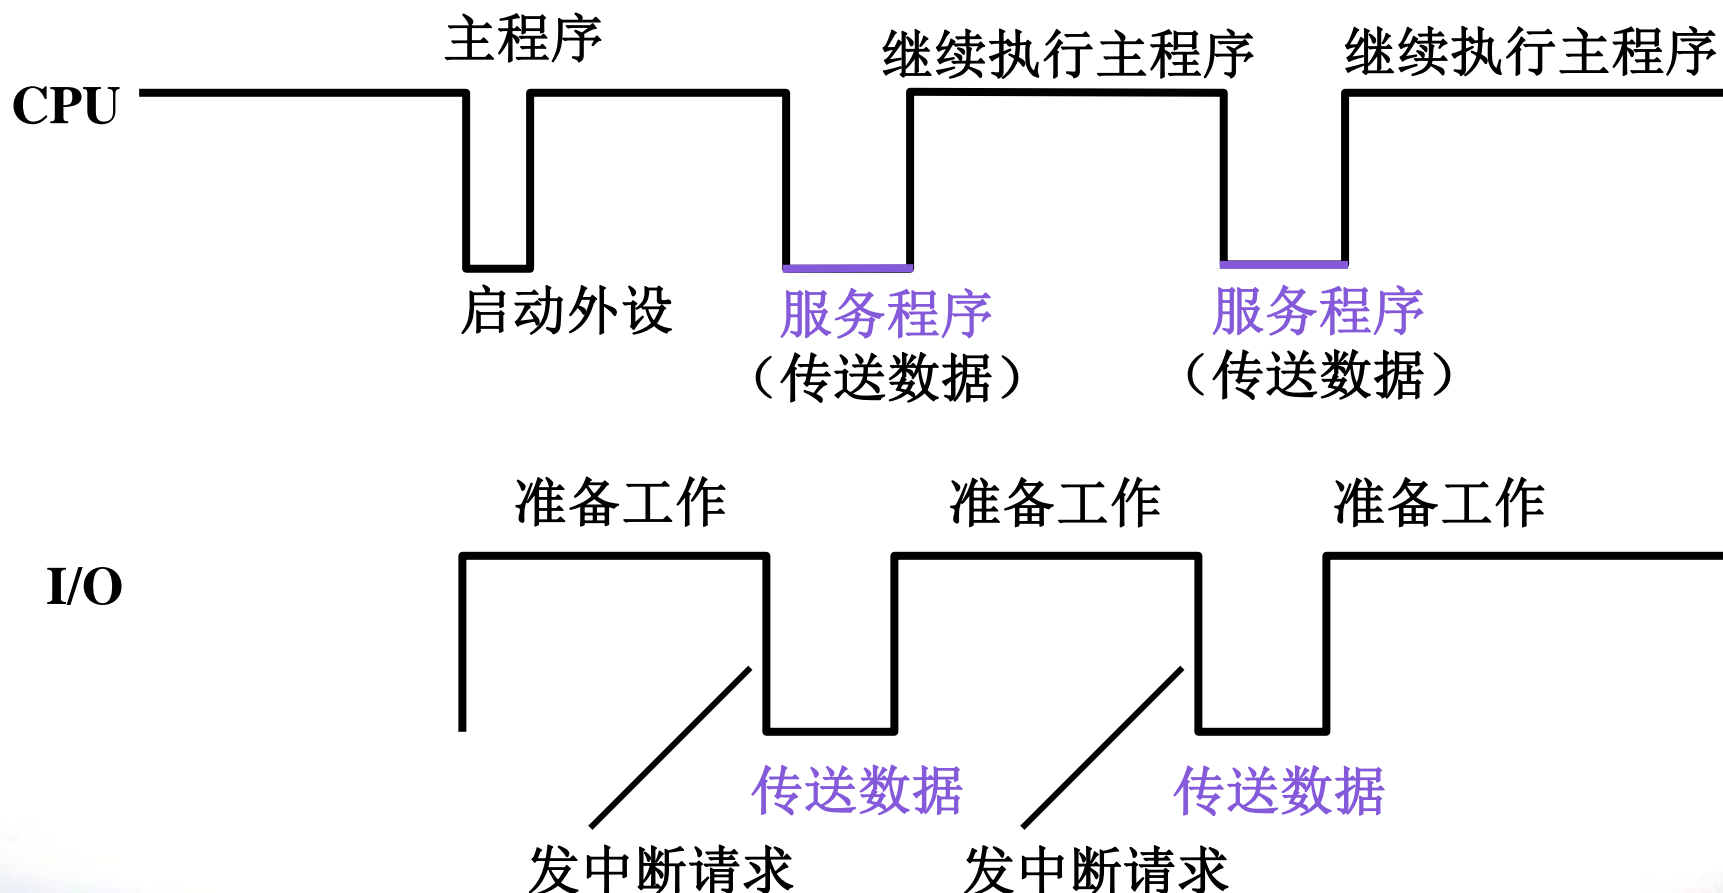 主程序
继续执行主程序
继续执行主程序
CPU
启动外设
服务程序
(传送数据)
服务程序
(传送数据)
准备工作
准备工作
准备工作
I/O
传送数据
传送数据
发中断请求
发中断请求